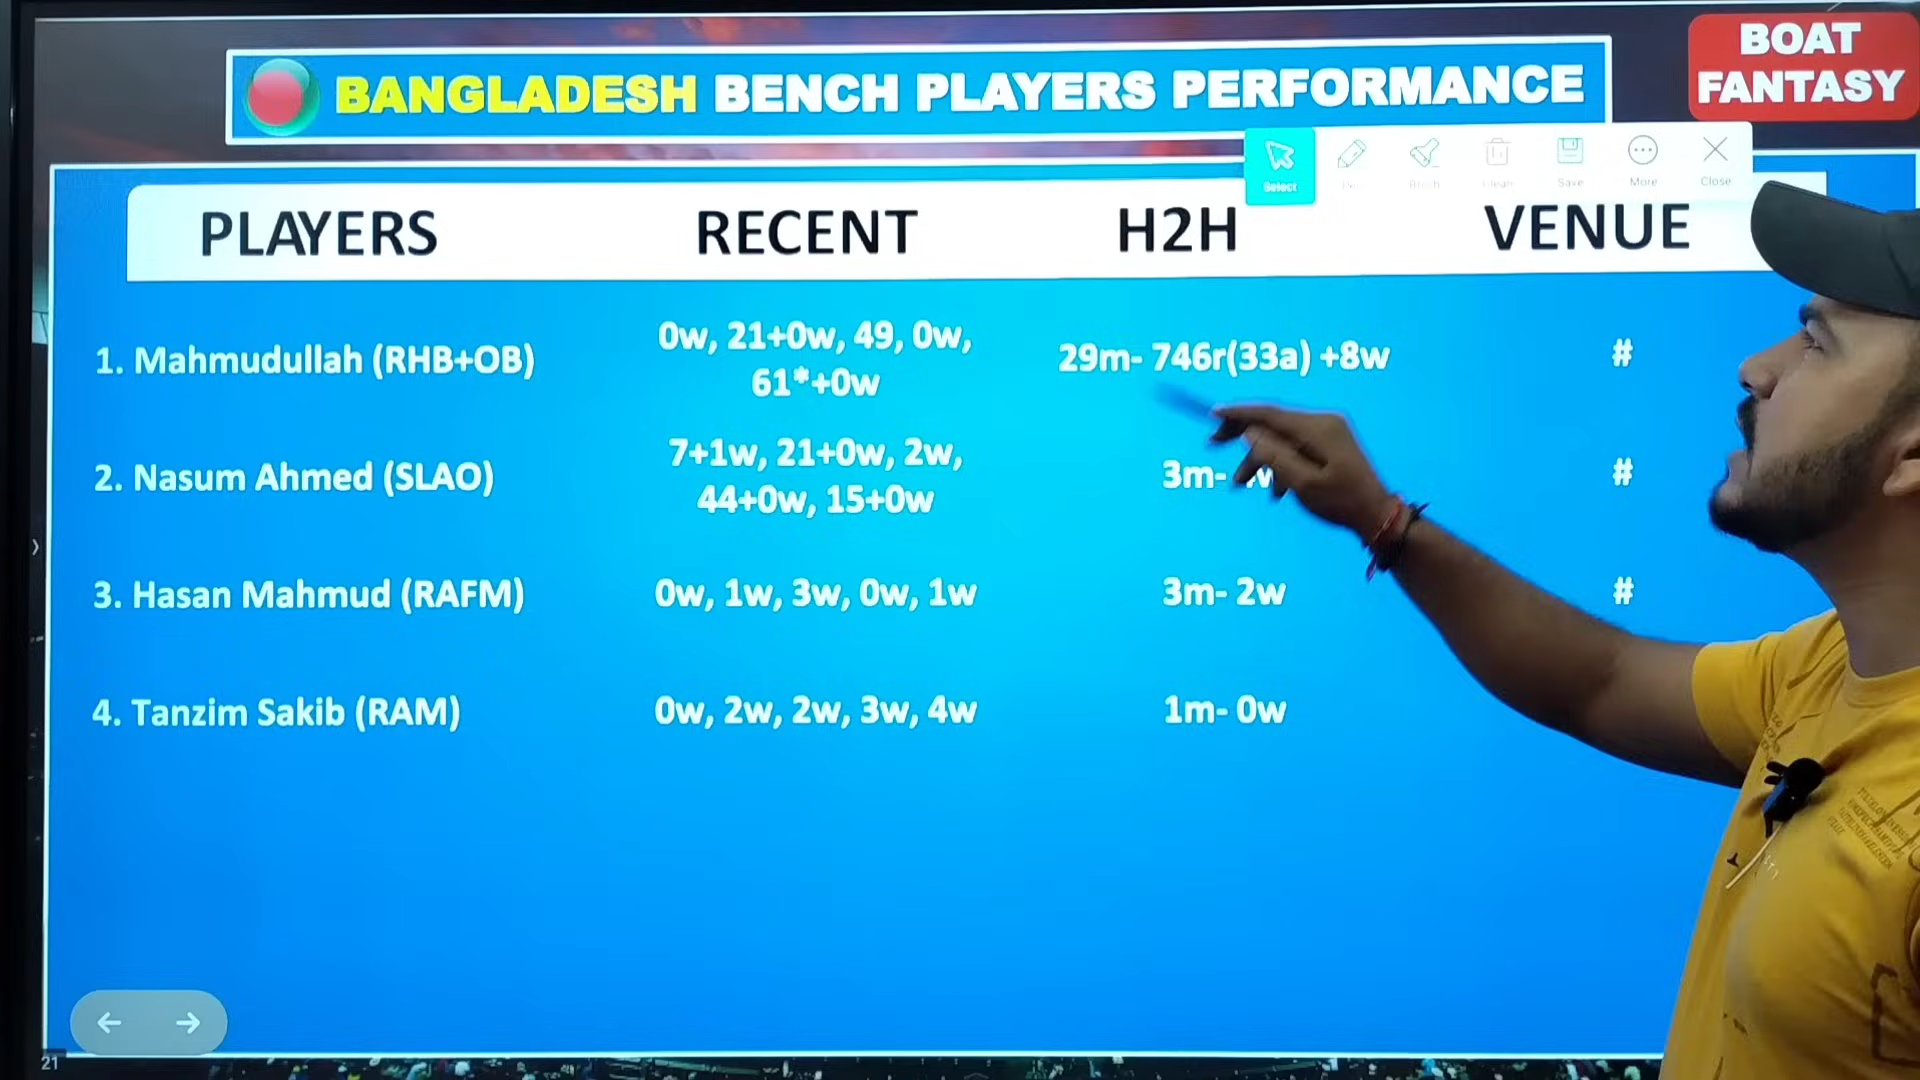 BANGLADESH BENCH PLAYERS PERFORMANCE
BOAT
FANTASY
Select
Clean
Save
More
Close
PLAYERS RECENT H2H VENUE
1. Mahmudullah (RHB+OB) 0w, 21+0w, 49, 0w, 61*+0w 29m- 746r(33a) +8w #
2. Nasum Ahmed (SLAO) 7+1w, 21+0w, 2w, 44+0w, 15+0w 3m- #
3. Hasan Mahmud (RAFM) 0w, 1w, 3w, 0w, 1w 3m- 2w #
4. Tanzim Sakib (RAM) 0w, 2w, 2w, 3w, 4w 1m- 0w
21